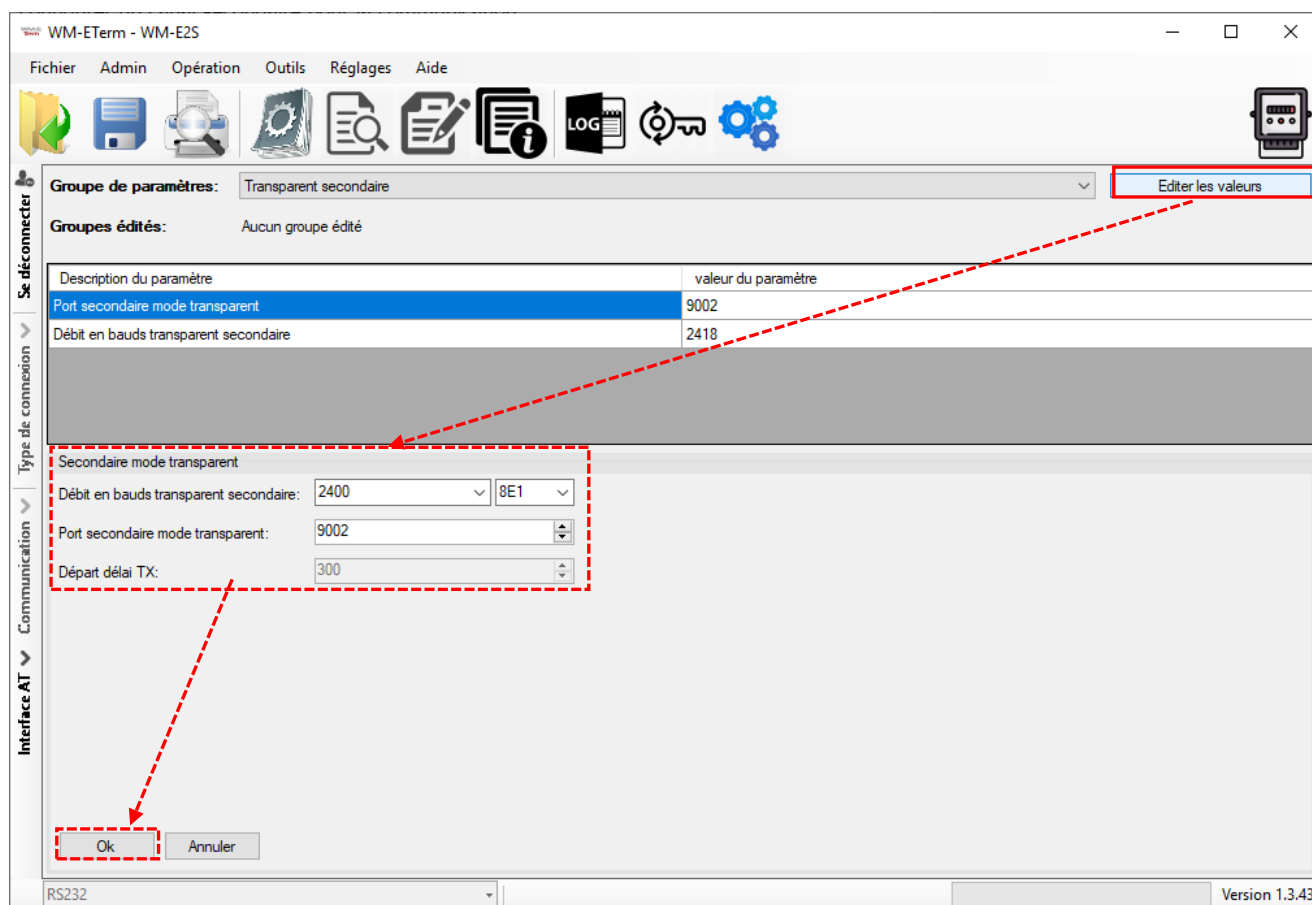 WM-ETerm - WM-E2S
Fichier Admin Opération Outils Réglages Aide
LOG
Groupe de paramètres: Transparent secondaire Editer les valeurs
Groupes édités: Aucun groupe édité
Description du paramètre valeur du paramètre
Port secondaire mode transparent 9002
Débit en bauds transparent secondaire 2418
Secondaire mode transparent
Débit en bauds transparent secondaire: 2400 8E1
Port secondaire mode transparent: 9002
Départ délai TX: 300
Ok Annuler
Se déconnecter
Type de connexion
Communication
Interface AT
RS232 Version 1.3.43